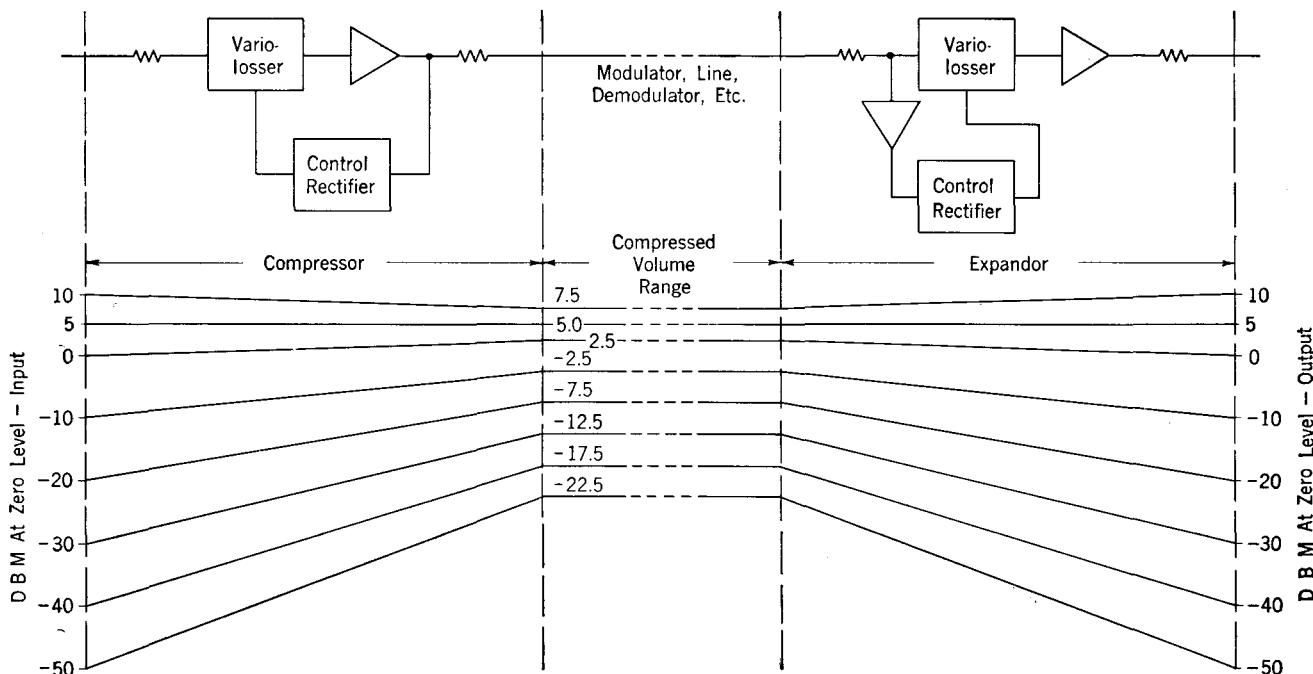 Vario-
losser
Control
Rectifier
Modulator, Line,
Demodulator, Etc.
Vario-
losser
Control
Rectifier
Compressor
Compressed
Volume
Range
Expandor
DBM At Zero Level – Input
10
5
0
-10
-20
-30
-40
-50
7.5
5.0
2.5
-2.5
-7.5
-12.5
-17.5
-22.5
10
5
0
-10
-20
-30
-40
-50
DBM At Zero Level – Output